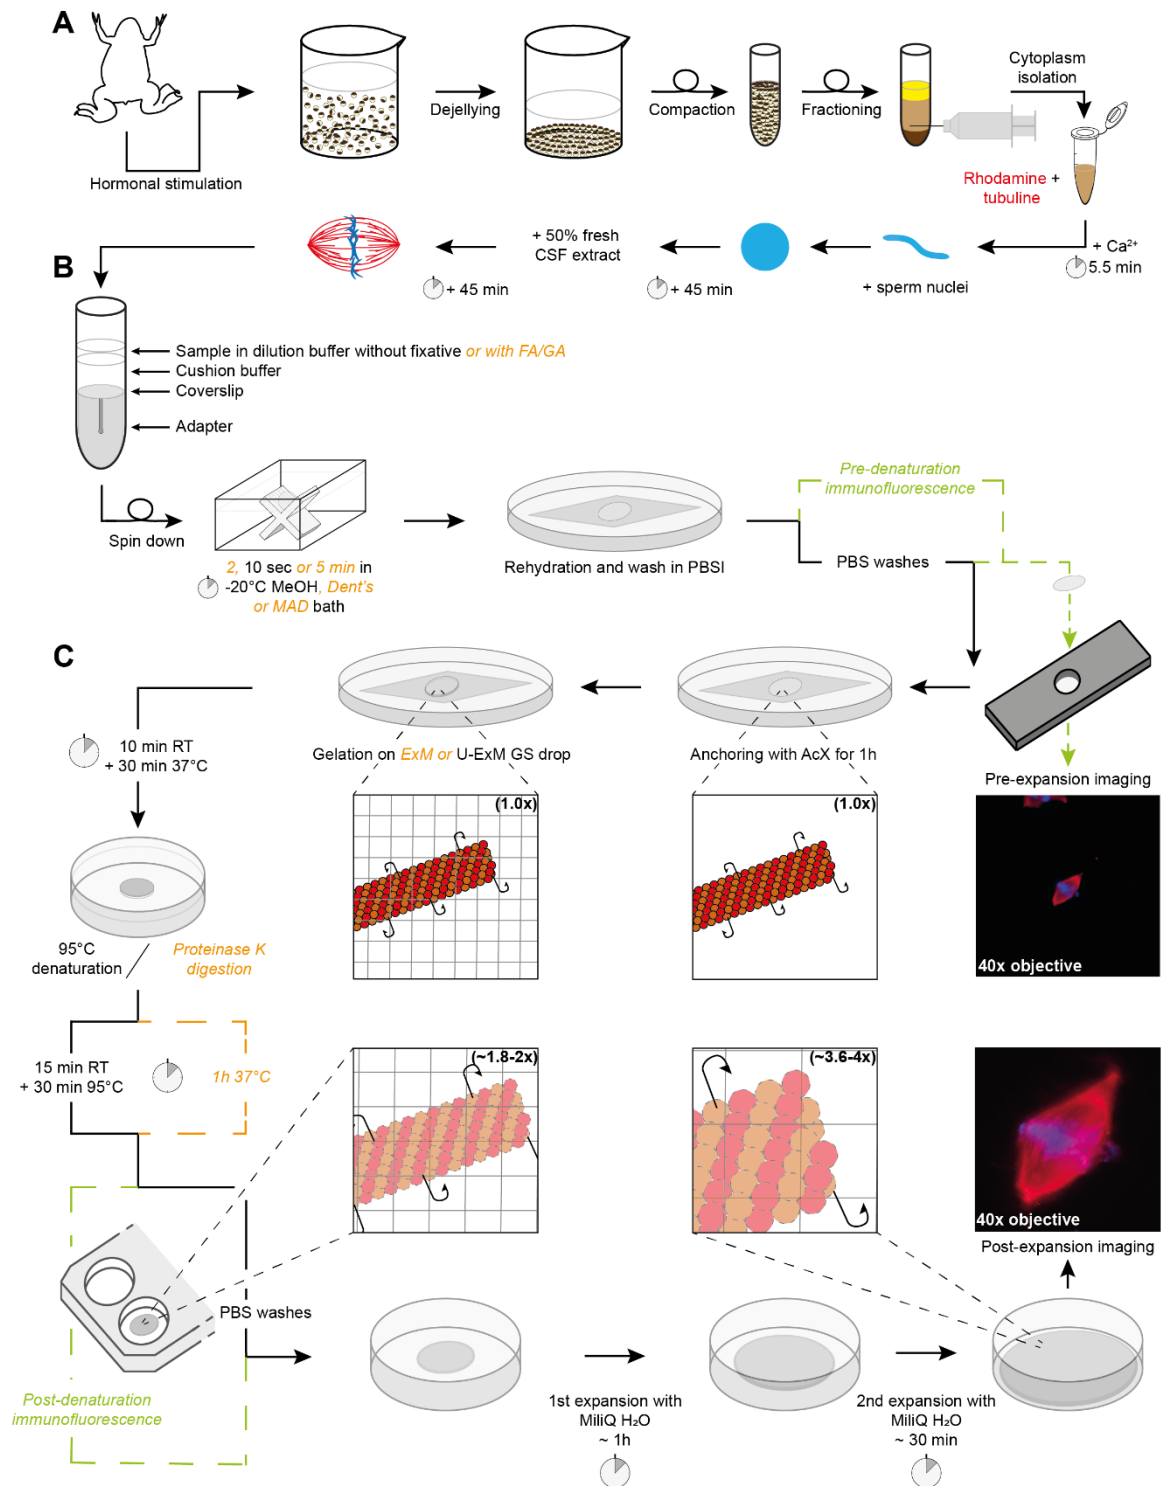 A
Hormonal stimulation
Dejellying
Compaction
Fractioning
Cytoplasm
isolation
Rhodamine +
tubuline
+ Ca²⁺
5.5 min
+ sperm nuclei
+ 45 min
+ 50% fresh
CSF extract
+ 45 min
B
Sample in dilution buffer without fixative or with FA/GA
Cushion buffer
Coverslip
Adapter
Spin down
2, 10 sec or 5 min in
-20°C MeOH, Dent's
or MAD bath
Rehydration and wash in PBSI
Pre-denaturation
immunofluorescence
PBS washes
C
Pre-expansion imaging
40x objective
Anchoring with AcX for 1h
(1.0x)
Gelation on ExM or U-ExM GS drop
(1.0x)
10 min RT
+ 30 min 37°C
95°C
denaturation
Proteinase K
digestion
15 min RT
+ 30 min 95°C
1h 37°C
(~1.8-2x)
(~3.6-4x)
40x objective
Post-expansion imaging
PBS washes
Post-denaturation
immunofluorescence
1st expansion with
MiliQ H₂O
~ 1h
2nd expansion with
MiliQ H₂O
~ 30 min